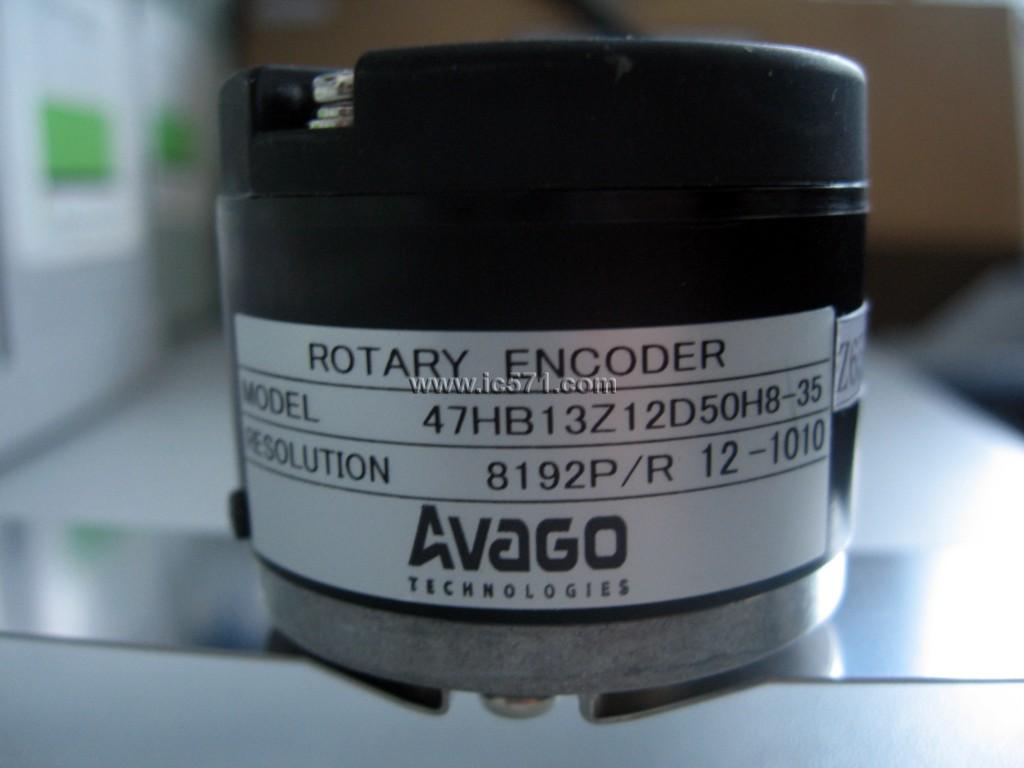 ROTARY ENCODER
www.ic571.com
MODEL 47HB13Z12D50H8-35
RESOLUTION 8192P/R 12-1010
AVAGO
TECHNOLOGIES